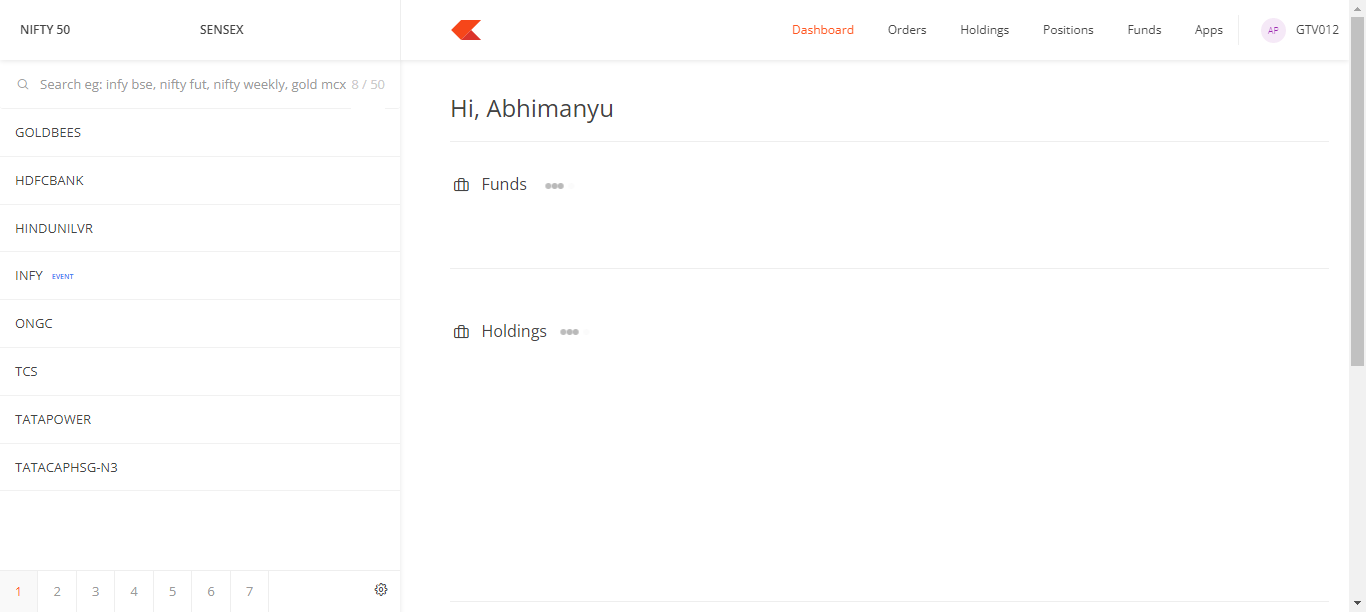 NIFTY 50 SENSEX
Dashboard Orders Holdings Positions Funds Apps AF GTV012
Search eg: infy bse, nifty fut, nifty weekly, gold mcx 8 / 50
GOLDBEES
HDFCBANK
HINDUNILVR
INFY EVENT
ONGC
TCS
TATAPOWER
TATACAPHSG-N3
1 2 3 4 5 6 7
Hi, Abhimanyu
Funds
Holdings